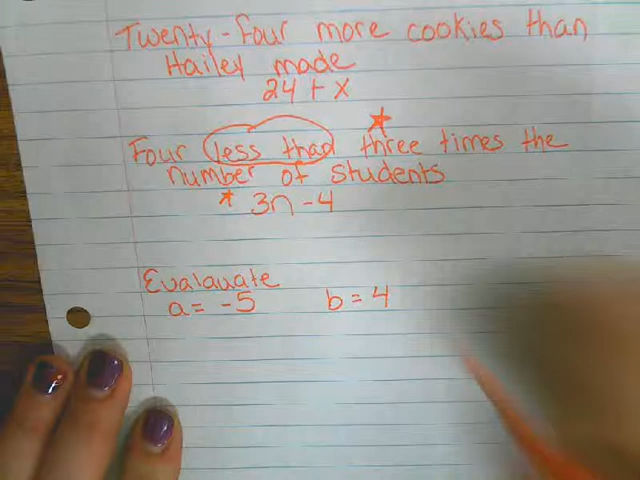 Twenty-four more cookies than
Hailey made
24 + x
Four less than three times the
number of students
* 3n - 4
Evalauate
a = -5 b = 4